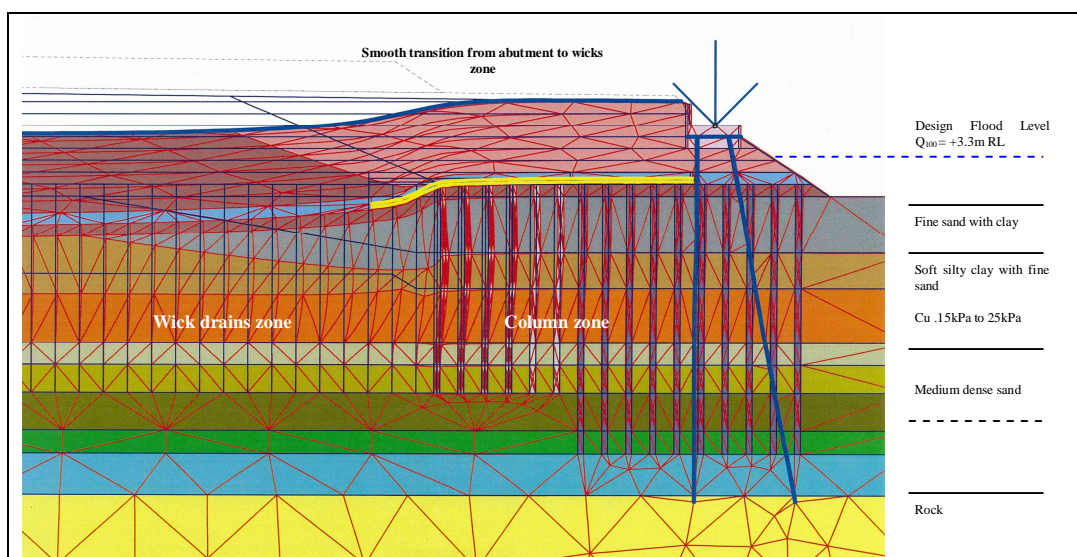 Smooth transition from abutment to wicks
zone
Design Flood Level
Q100 = +3.3m RL
Fine sand with clay
Soft silty clay with fine
sand
Cu .15kPa to 25kPa
Wick drains zone
Column zone
Medium dense sand
Rock